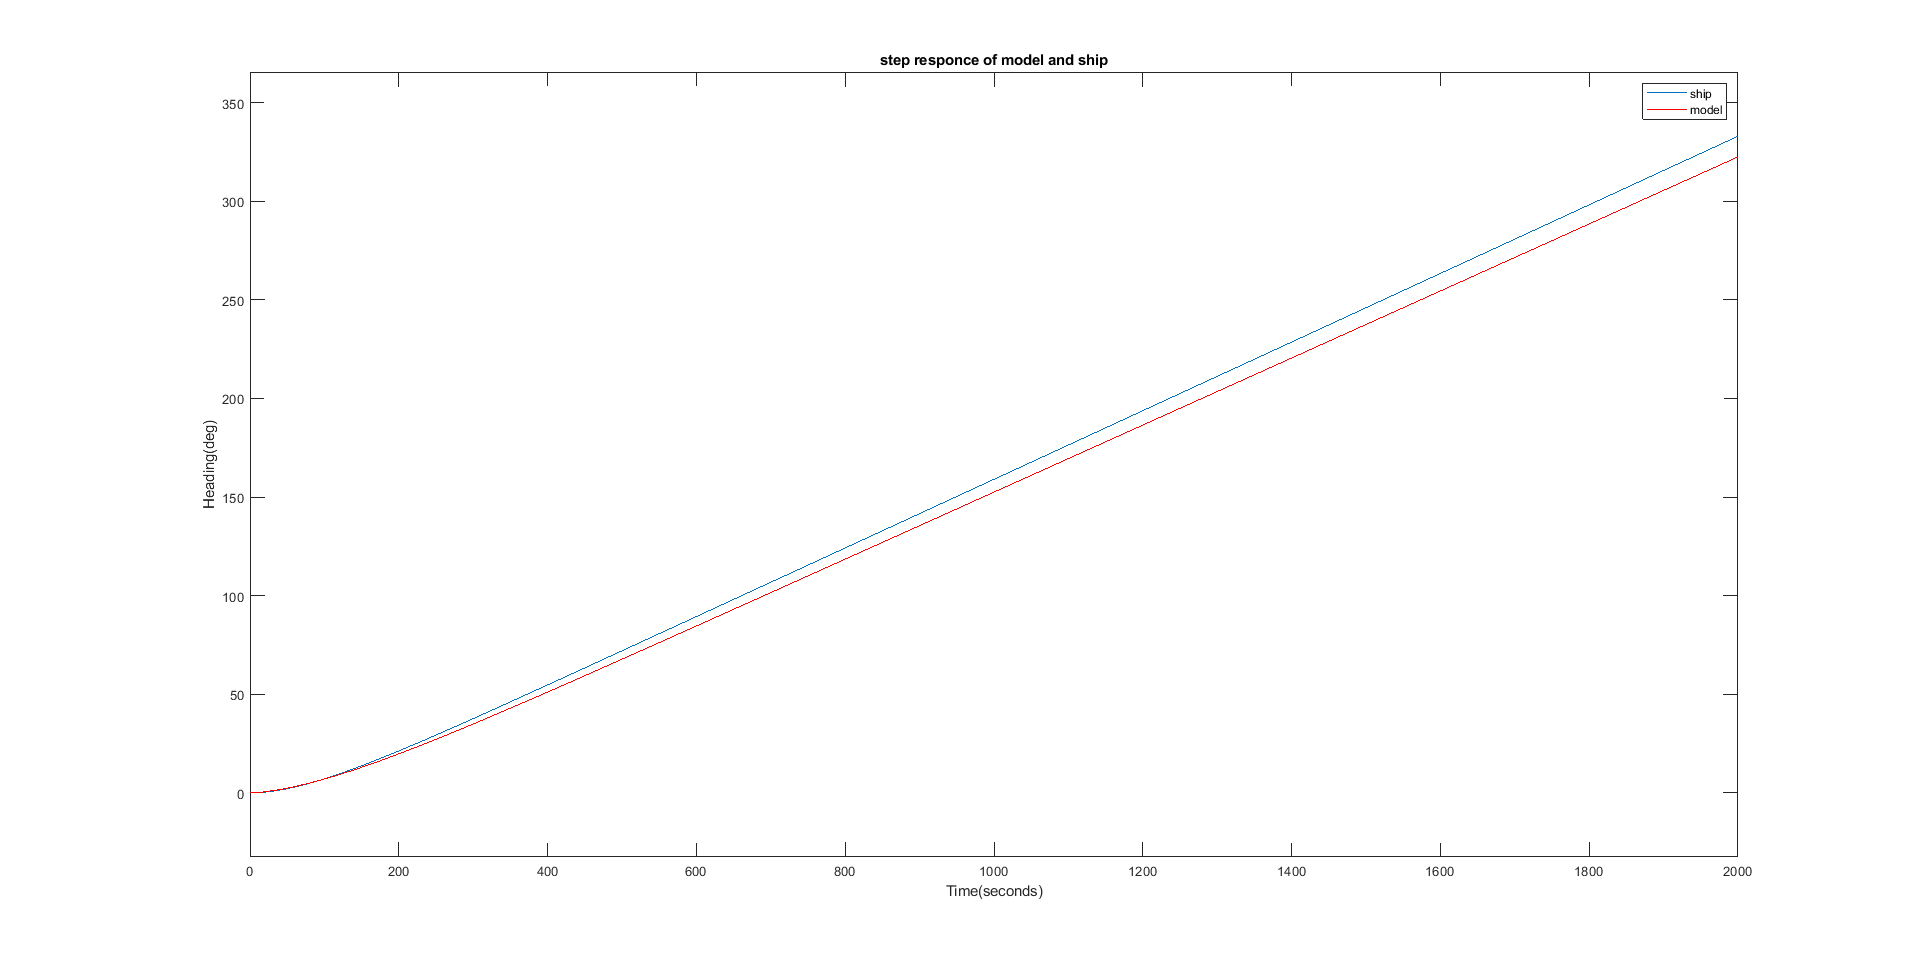 step responce of model and ship
ship
model
350
300
250
200
150
100
50
0
Heading(deg)
0 200 400 600 800 1000 1200 1400 1600 1800 2000
Time(seconds)